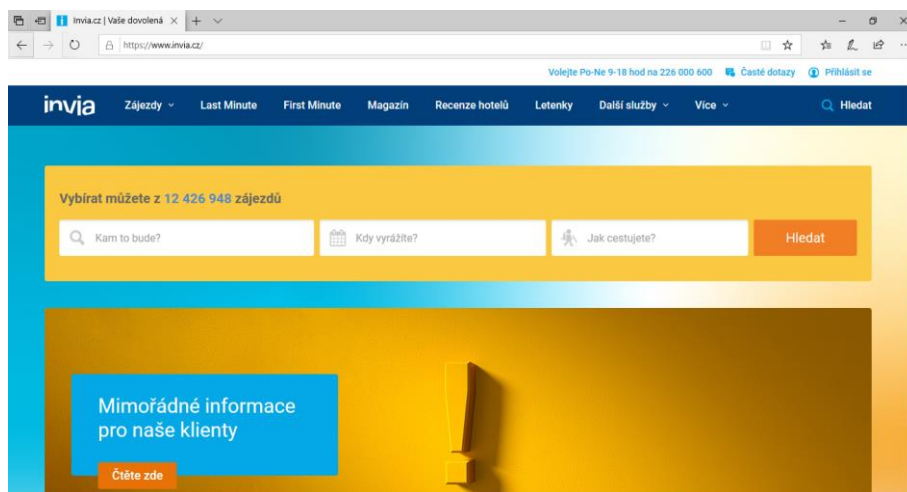 Invia.cz | Vaše dovolená
https://www.invia.cz/
Volejte Po-Ne 9-18 hod na 226 000 600 Časté dotazy Přihlásit se
invia Zájezdy Last Minute First Minute Magazín Recenze hotelů Letenky Další služby Více Hledat
Vybírat můžete z 12 426 948 zájezdů
Kam to bude? Kdy vyrážíte? Jak cestujete? Hledat
Mimořádné informace
pro naše klienty
Čtěte zde